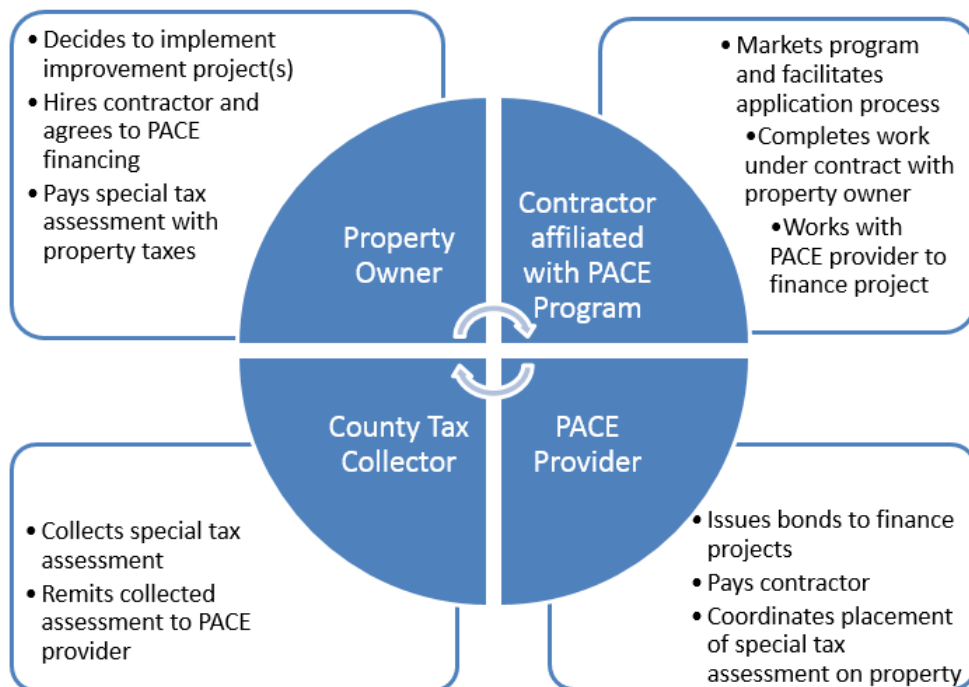 • Decides to implement
improvement project(s)
• Hires contractor and
agrees to PACE
financing
• Pays special tax
assessment with
property taxes
Property
Owner
• Markets program
and facilitates
application process
•Completes work
under contract with
property owner
•Works with
PACE provider to
finance project
Contractor
affiliated
with PACE
Program
County Tax
Collector
• Collects special tax
assessment
• Remits collected
assessment to PACE
provider
PACE
Provider
• Issues bonds to finance
projects
• Pays contractor
• Coordinates placement
of special tax
assessment on property